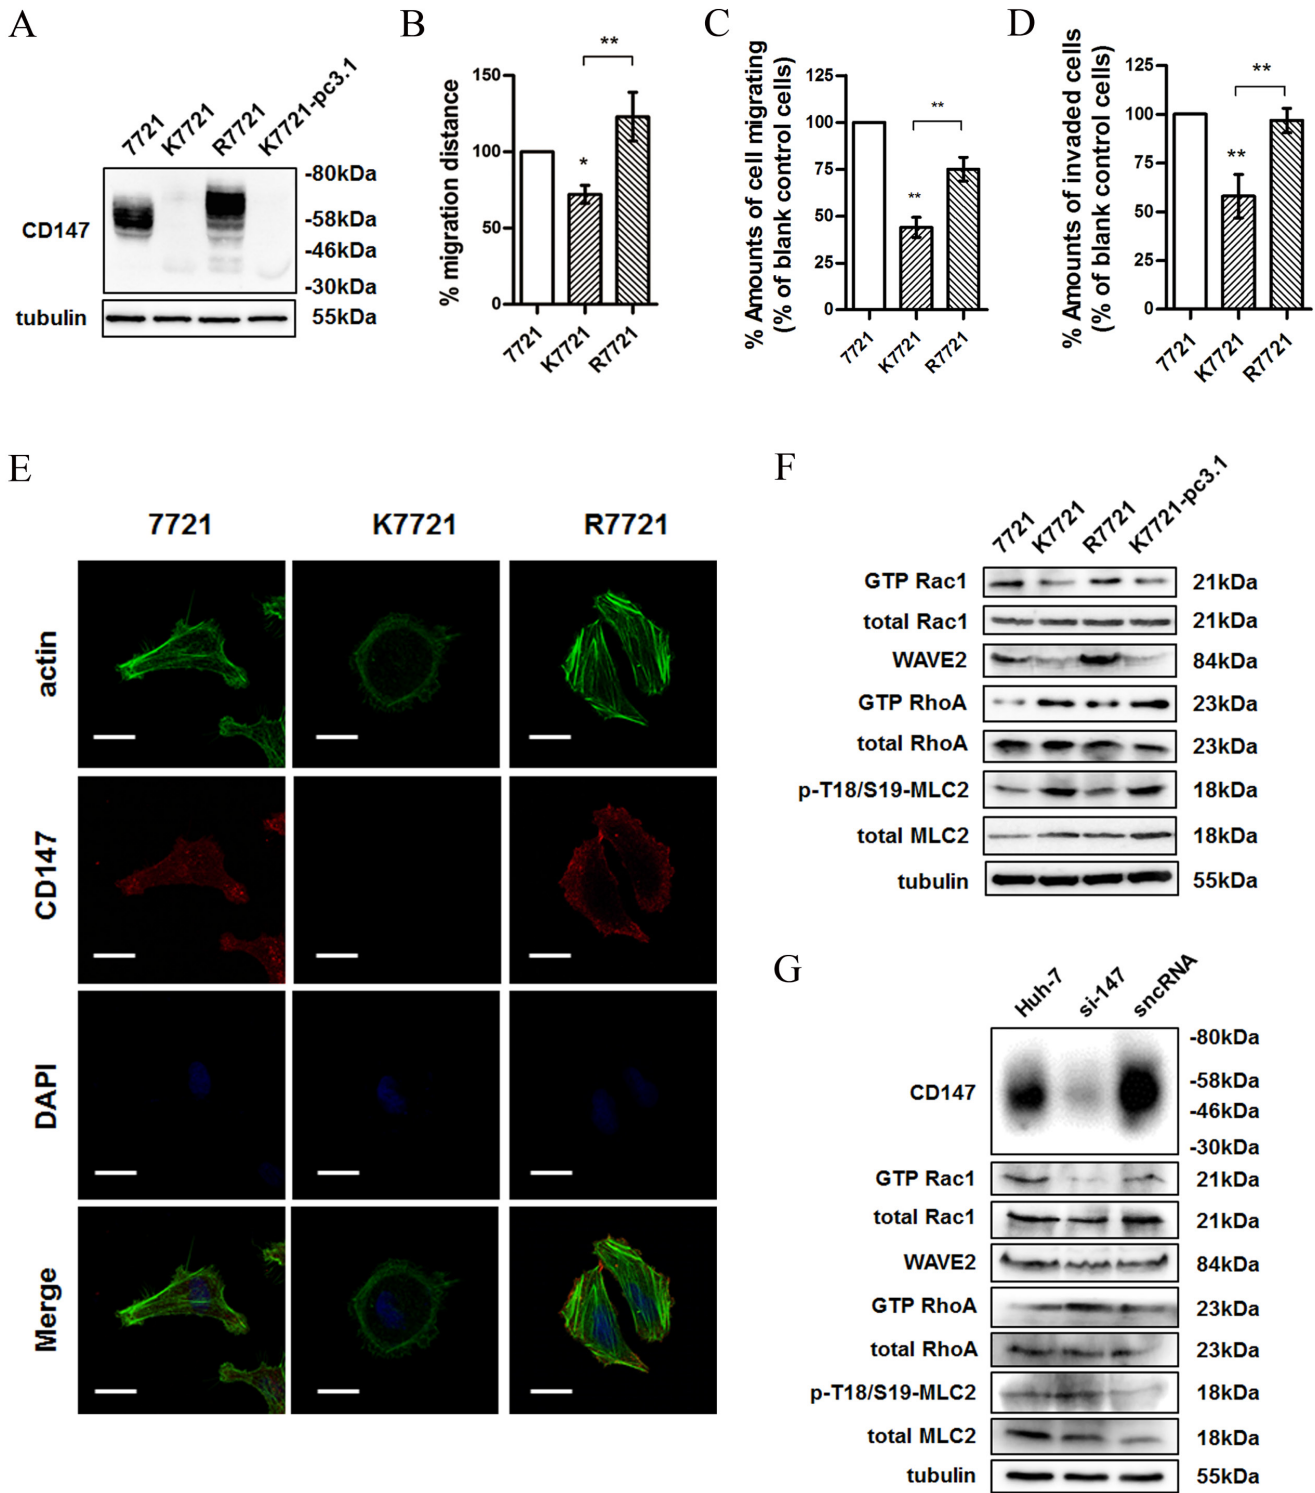 A
7721
K7721
R7721
K7721-pc3.1
CD147
-80kDa
-58kDa
-46kDa
-30kDa
tubulin
55kDa
B
% migration distance
150
100
50
0
**
*
7721
K7721
R7721
C
% Amounts of cell migrating
(% of blank control cells)
125
100
75
50
25
0
**
**
7721
K7721
R7721
D
% Amounts of invaded cells
(% of blank control cells)
125
100
75
50
25
0
**
**
7721
K7721
R7721
E
7721
K7721
R7721
actin
CD147
DAPI
Merge
F
7721
K7721
R7721
K7721-pc3.1
GTP Rac1
21kDa
total Rac1
21kDa
WAVE2
84kDa
GTP RhoA
23kDa
total RhoA
23kDa
p-T18/S19-MLC2
18kDa
total MLC2
18kDa
tubulin
55kDa
G
Huh-7
si-147
sncRNA
CD147
-80kDa
-58kDa
-46kDa
-30kDa
GTP Rac1
21kDa
total Rac1
21kDa
WAVE2
84kDa
GTP RhoA
23kDa
total RhoA
23kDa
p-T18/S19-MLC2
18kDa
total MLC2
18kDa
tubulin
55kDa